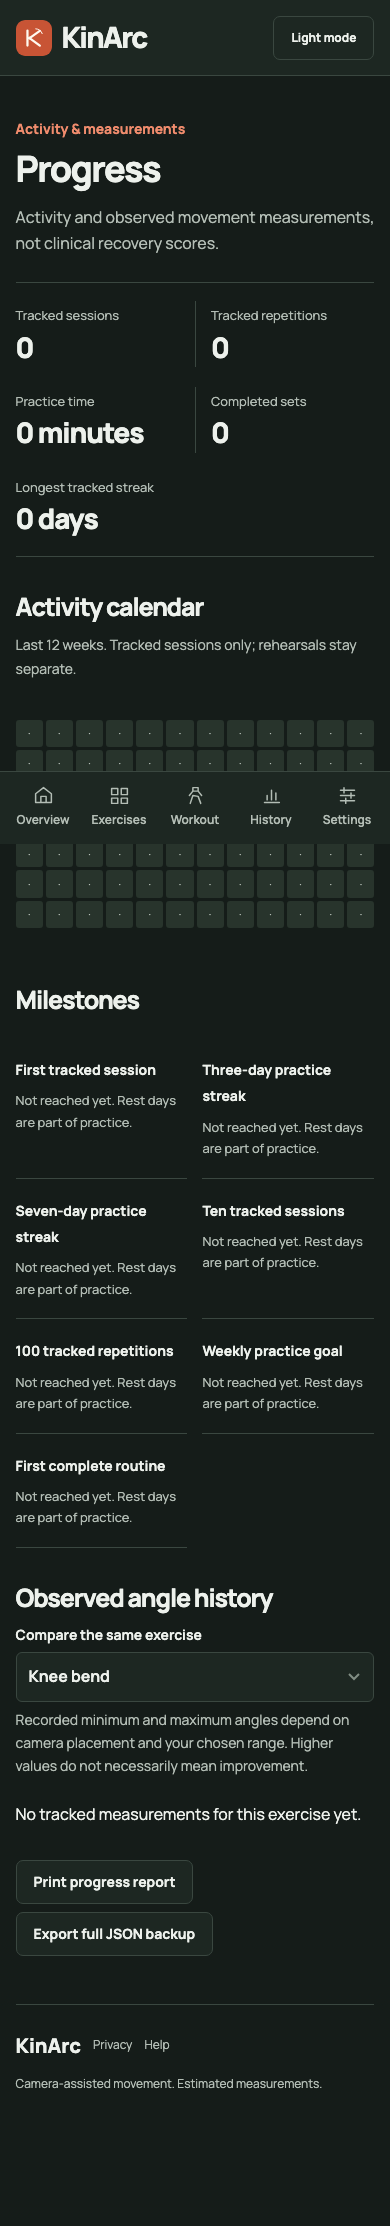 KinArc
Light mode
Activity & measurements
Progress
Activity and observed movement measurements,
not clinical recovery scores.
Tracked sessions
0
Tracked repetitions
0
Practice time
0 minutes
Completed sets
0
Longest tracked streak
0 days
Activity calendar
Last 12 weeks. Tracked sessions only; rehearsals stay
separate.
Overview
Exercises
Workout
History
Settings
Milestones
First tracked session
Not reached yet. Rest days
are part of practice.
Three-day practice
streak
Not reached yet. Rest days
are part of practice.
Seven-day practice
streak
Not reached yet. Rest days
are part of practice.
Ten tracked sessions
Not reached yet. Rest days
are part of practice.
100 tracked repetitions
Not reached yet. Rest days
are part of practice.
Weekly practice goal
Not reached yet. Rest days
are part of practice.
First complete routine
Not reached yet. Rest days
are part of practice.
Observed angle history
Compare the same exercise
Knee bend
Recorded minimum and maximum angles depend on
camera placement and your chosen range. Higher
values do not necessarily mean improvement.
No tracked measurements for this exercise yet.
Print progress report
Export full JSON backup
KinArc
Privacy
Help
Camera-assisted movement. Estimated measurements.